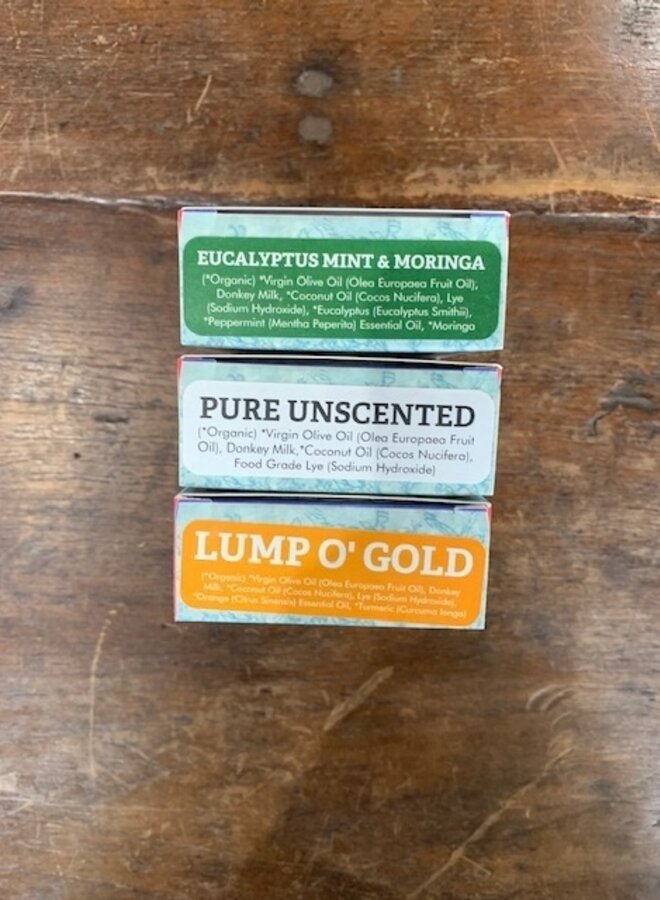 EUCALYPTUS MINT & MORINGA
(*Organic) *Virgin Olive Oil (Olea Europaea Fruit Oil),
Donkey Milk, *Coconut Oil (Cocos Nucifera), Lye
(Sodium Hydroxide), *Eucalyptus (Eucalyptus Smithii),
*Peppermint (Mentha Peperita) Essential Oil, *Moringa
PURE UNSCENTED
(*Organic) *Virgin Olive Oil (Olea Europaea Fruit
Oil), Donkey Milk,*Coconut Oil (Cocos Nucifera),
Food Grade Lye (Sodium Hydroxide)
LUMP O' GOLD
(*Organic) *Virgin Olive Oil (Olea Europaea Fruit Oil), Donkey
Milk, *Coconut Oil (Cocos Nucifera), Lye (Sodium Hydroxide),
*Orange (Citrus Sinensis) Essential Oil, *Turmeric (Curcuma longa)